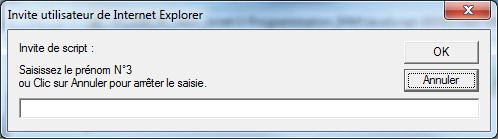 Invite utilisateur de Internet Explorer
Invite de script :
OK
Saisissez le prénom N°3
ou Clic sur Annuler pour arrêter la saisie.
Annuler